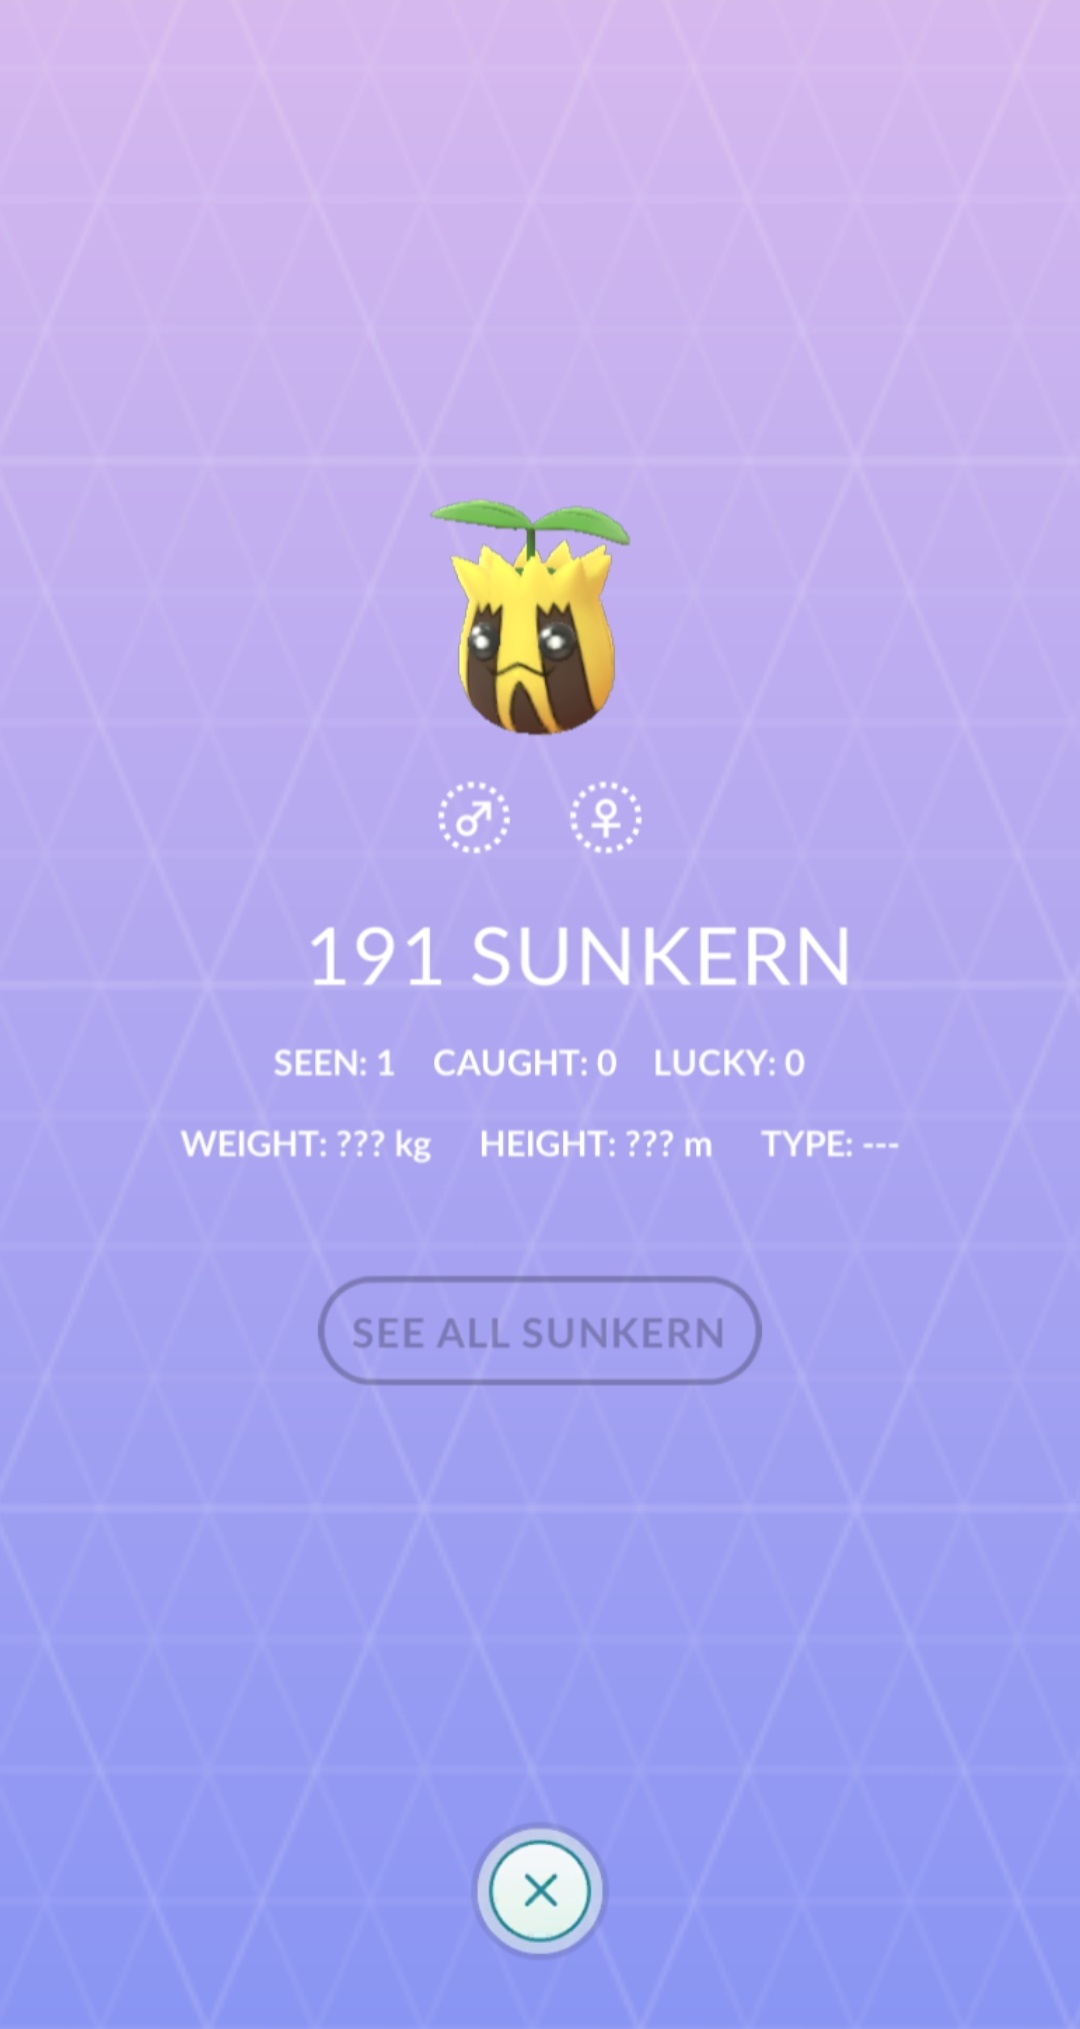 191 SUNKERN
SEEN: 1 CAUGHT: 0 LUCKY: 0
WEIGHT: ??? kg HEIGHT: ??? m TYPE: ---
SEE ALL SUNKERN